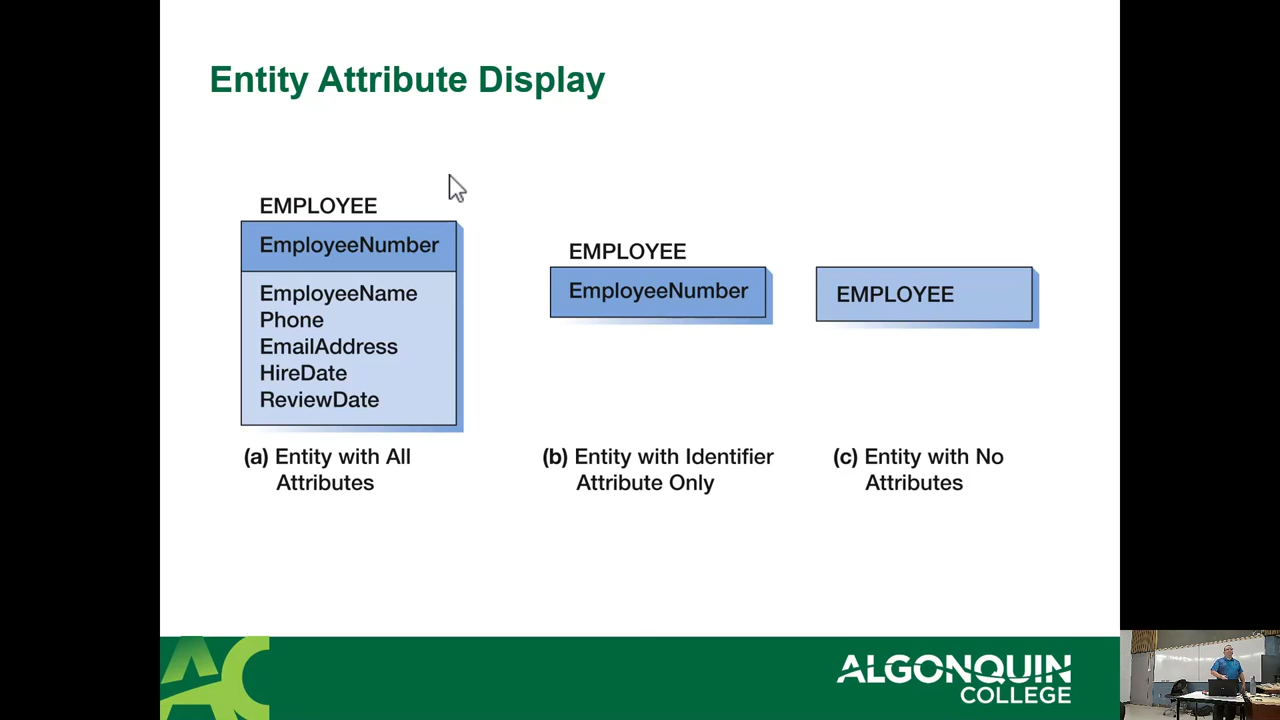 Entity Attribute Display
EMPLOYEE
EmployeeNumber
EmployeeName
Phone
EmailAddress
HireDate
ReviewDate
(a) Entity with All
Attributes
EMPLOYEE
EmployeeNumber
(b) Entity with Identifier
Attribute Only
EMPLOYEE
(c) Entity with No
Attributes
AC
ALGONQUIN
COLLEGE